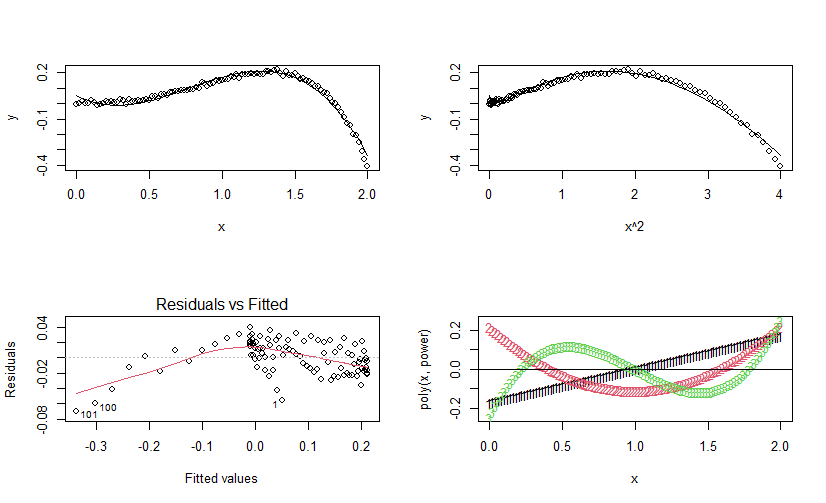 y
0.2
-0.1
-0.4
0.0 0.5 1.0 1.5 2.0
x
y
0.2
-0.1
-0.4
0 1 2 3 4
x^2
Residuals vs Fitted
Residuals
0.04
-0.02
-0.08
101 100
1
-0.3 -0.2 -0.1 0.0 0.1 0.2
Fitted values
poly(x, power)
0.2
0.0
-0.2
0.0 0.5 1.0 1.5 2.0
x